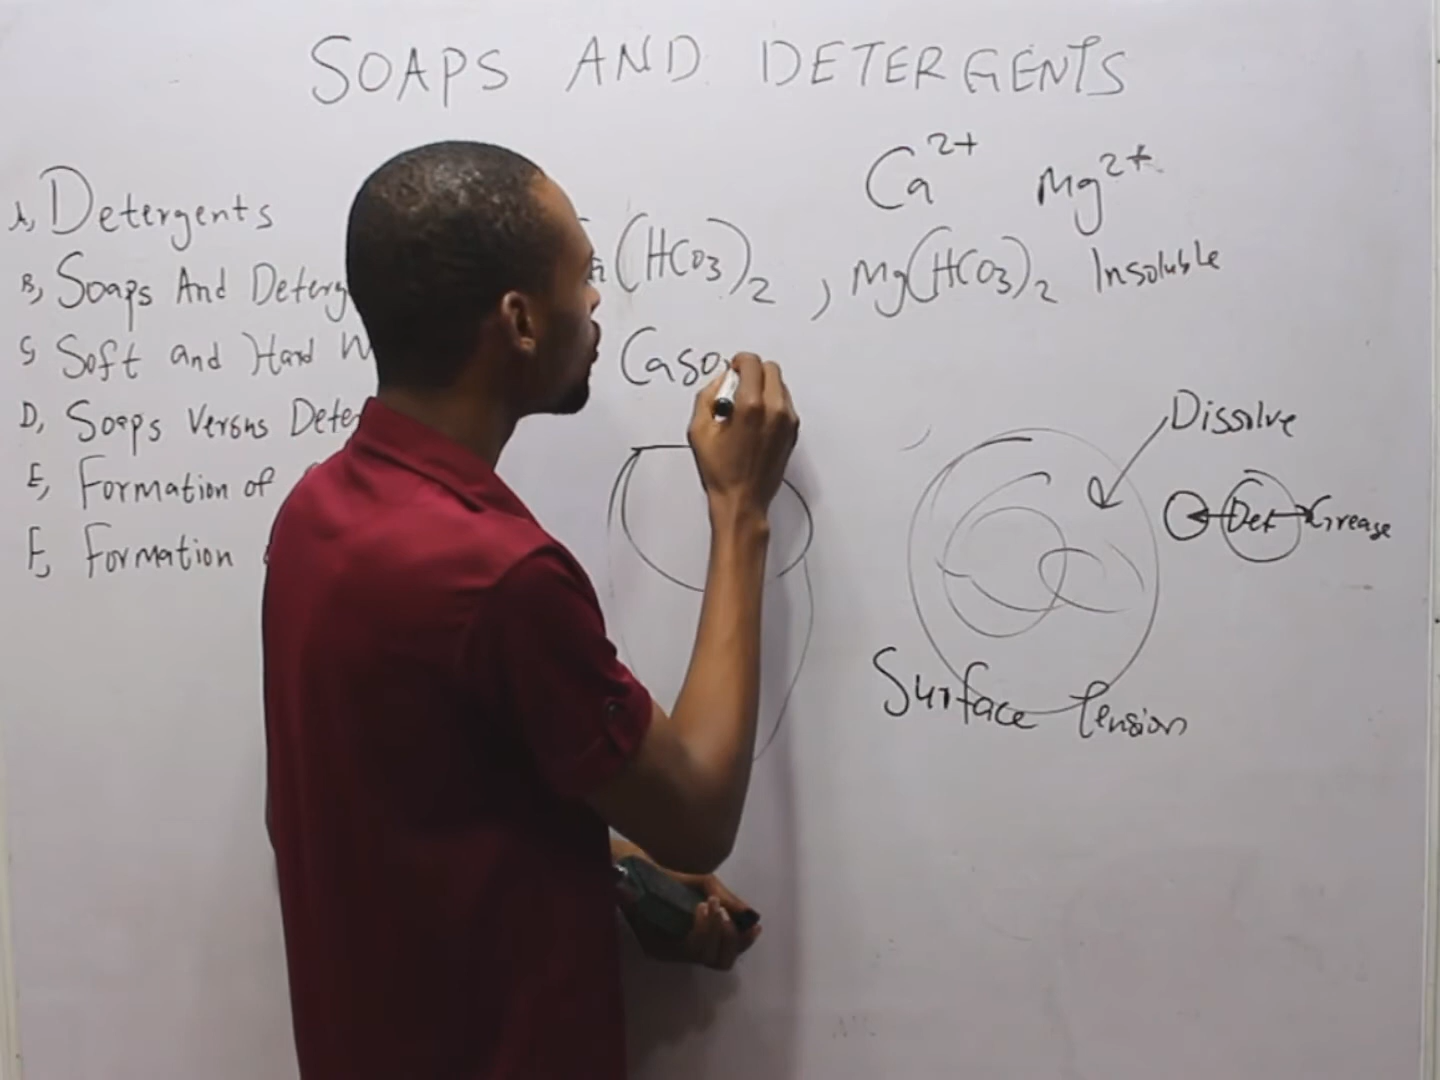 SOAPS AND DETERGENTS
Ca2+ Mg2+
A, Detergents
(HCO3)2 , Mg(HCO3)2 Insoluble
B, Soaps And Deterg
C, Soft and Hard W
CaSO
D, Soaps Versus Deter
Dissolve
E, Formation of
Det Grease
F, Formation
Surface Tension